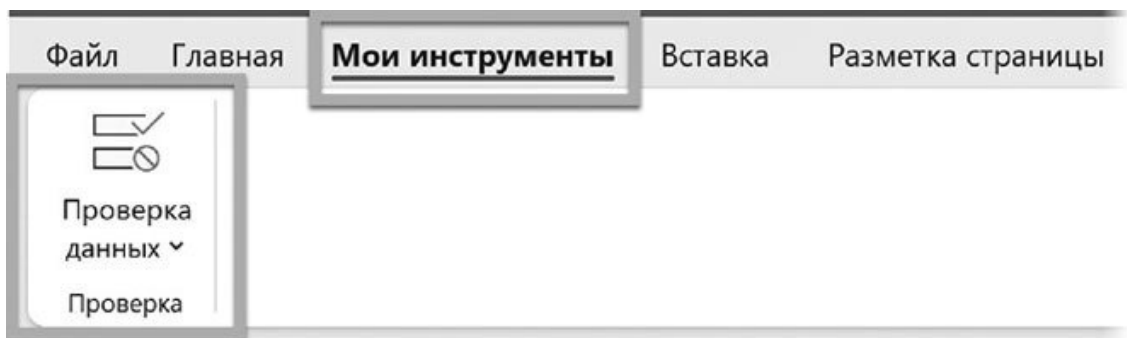 Файл Главная Мои инструменты Вставка Разметка страницы
Проверка
данных
Проверка